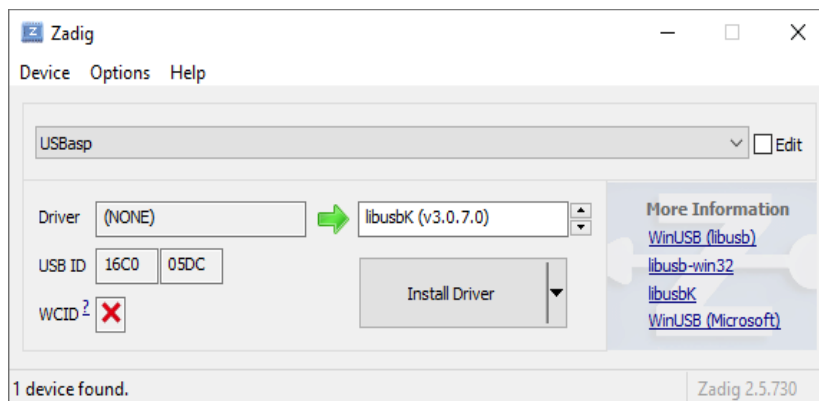 Zadig
Device Options Help
USBasp
Edit
Driver (NONE) libusbK (v3.0.7.0)
USB ID 16C0 05DC
WCID ?
Install Driver
More Information
WinUSB (libusb)
libusb-win32
libusbK
WinUSB (Microsoft)
1 device found.
Zadig 2.5.730